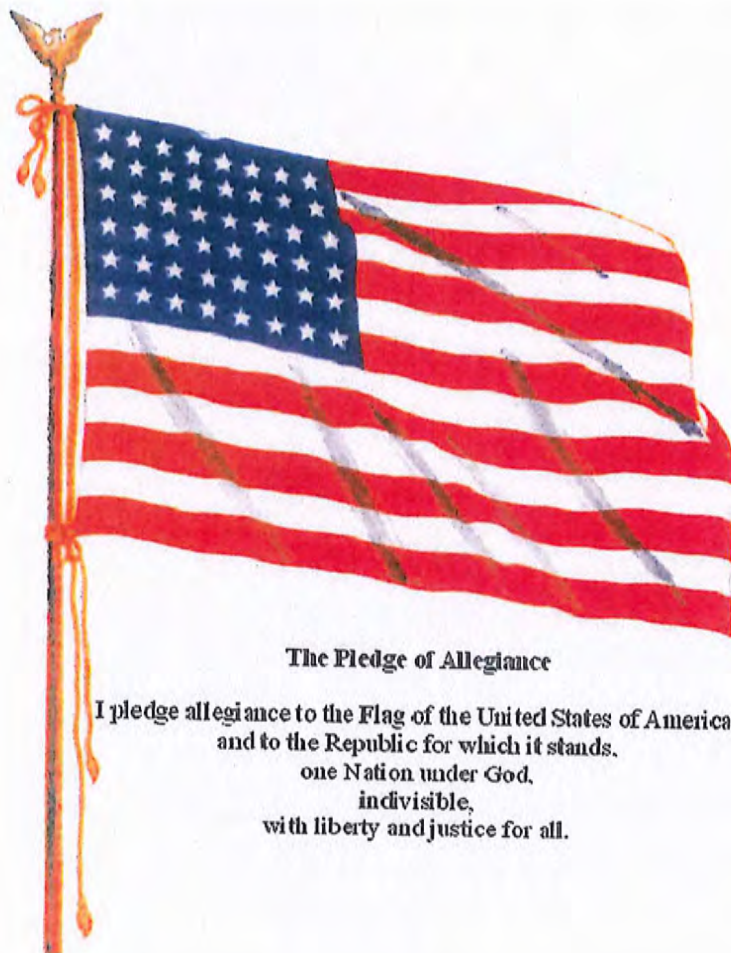 The Pledge of Allegiance
I pledge allegiance to the Flag of the United States of America
and to the Republic for which it stands,
one Nation under God,
indivisible,
with liberty and justice for all.